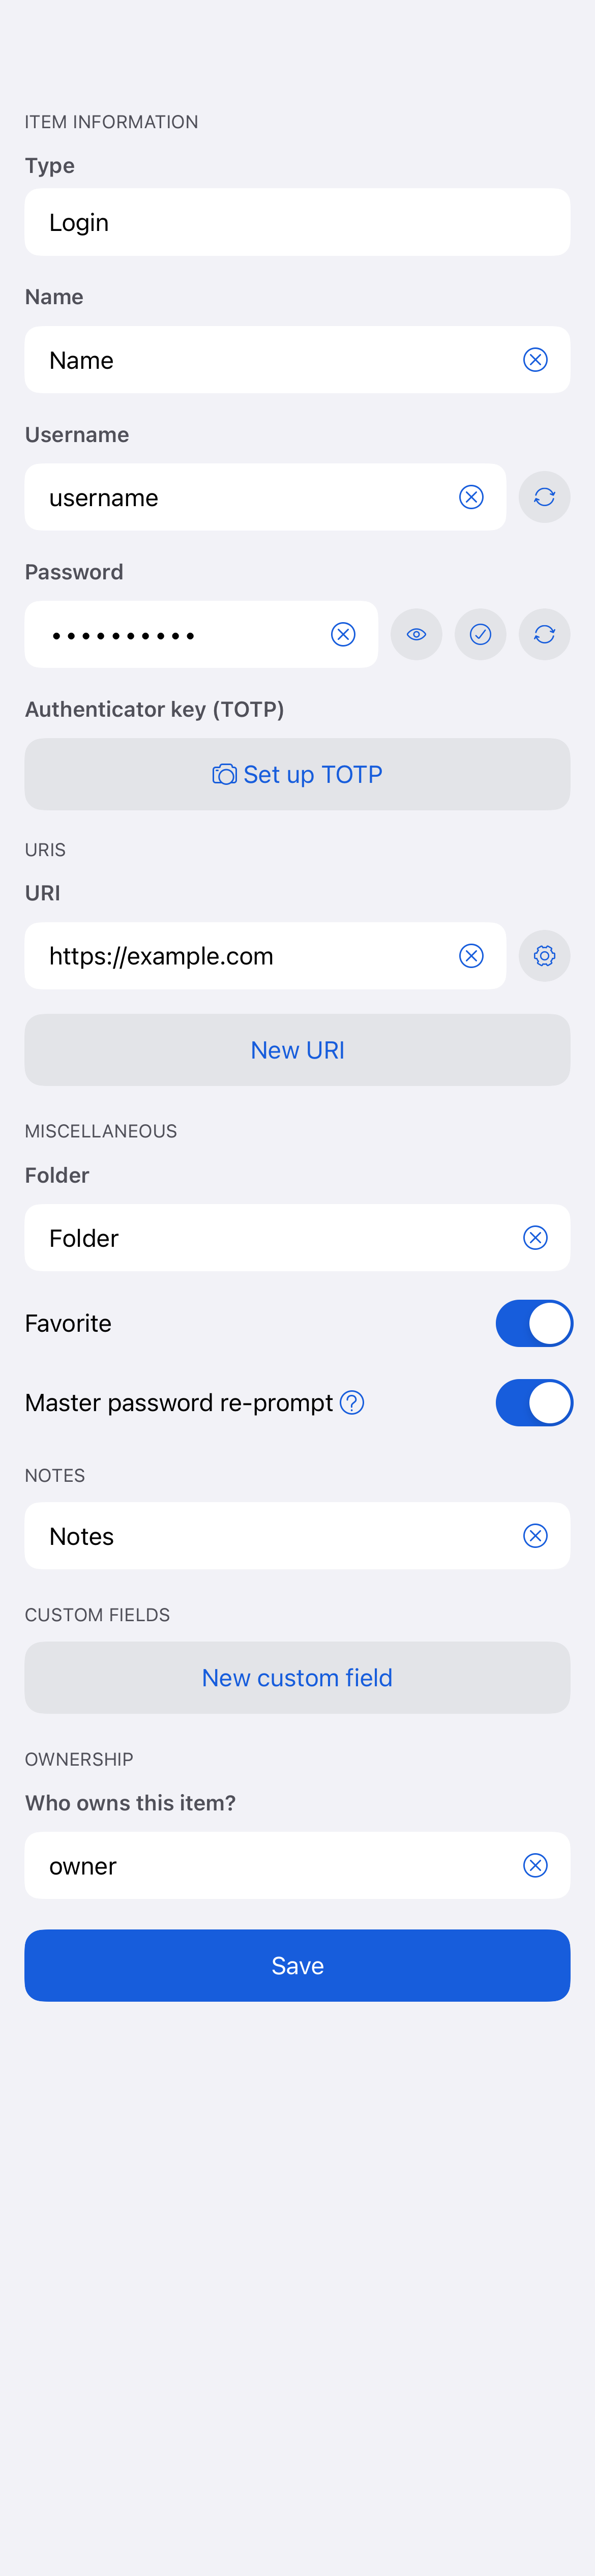 ITEM INFORMATION
Type
Login
Name
Name
Username
username
Password
••••••••••
Authenticator key (TOTP)
Set up TOTP
URIS
URI
https://example.com
New URI
MISCELLANEOUS
Folder
Folder
Favorite
Master password re-prompt
NOTES
Notes
CUSTOM FIELDS
New custom field
OWNERSHIP
Who owns this item?
owner
Save